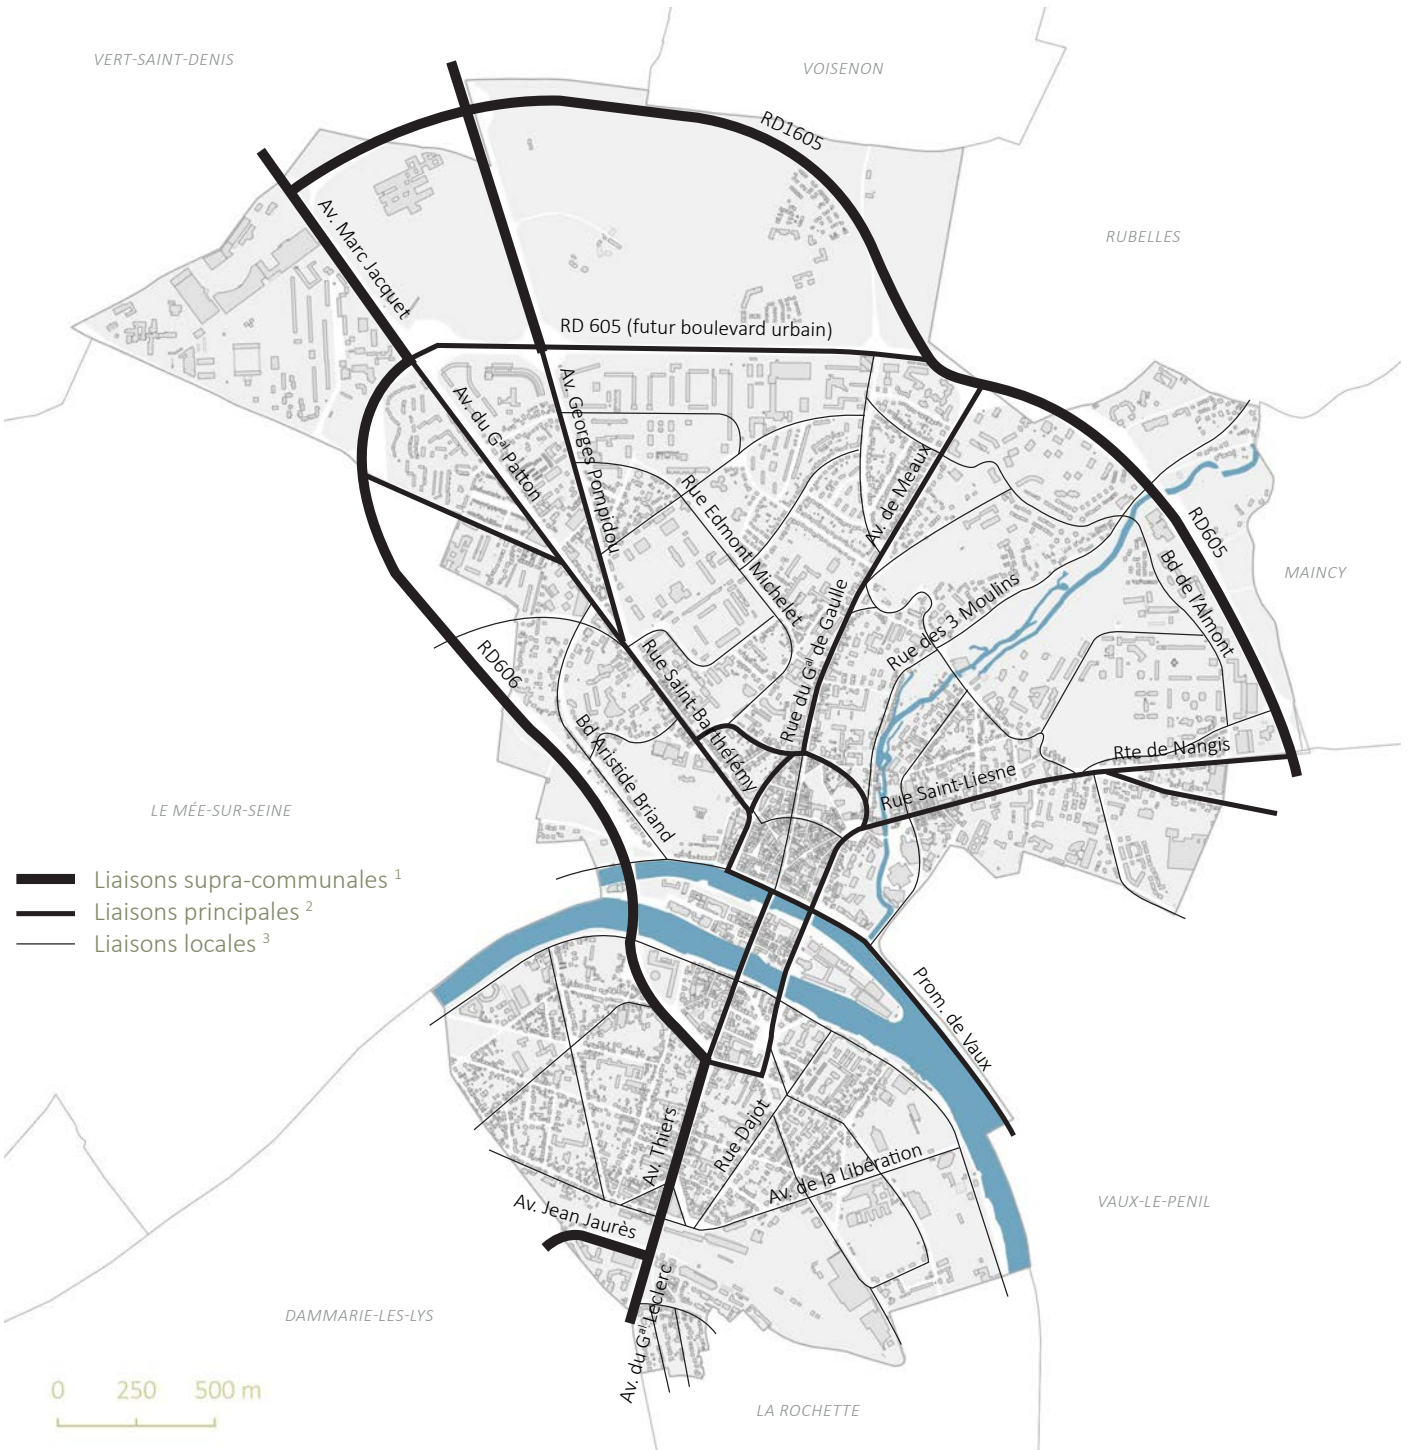 VERT-SAINT-DENIS
VOISENON
RD1605
Av. Marc Jacquet
RUBELLES
RD 605 (futur boulevard urbain)
Av. du Gal Patton
Av. Georges Pompidou
Av. de Meaux
Rue Edmont Michelet
RD605
Bd de l'Almont
MAINCY
Rue du Gal de Gaulle
Rue des 3 Moulins
RD606
Rue Saint-Barthélémy
Bd Aristide Briand
Rte de Nangis
Rue Saint-Liesne
LE MÉE-SUR-SEINE
Liaisons supra-communales 1
Liaisons principales 2
Liaisons locales 3
Prom. de Vaux
Av. Thiers
Rue Dajot
Av. de la Libération
Av. Jean Jaurès
VAUX-LE-PENIL
Av. du Gal Leclerc
DAMMARIE-LES-LYS
0 250 500 m
LA ROCHETTE